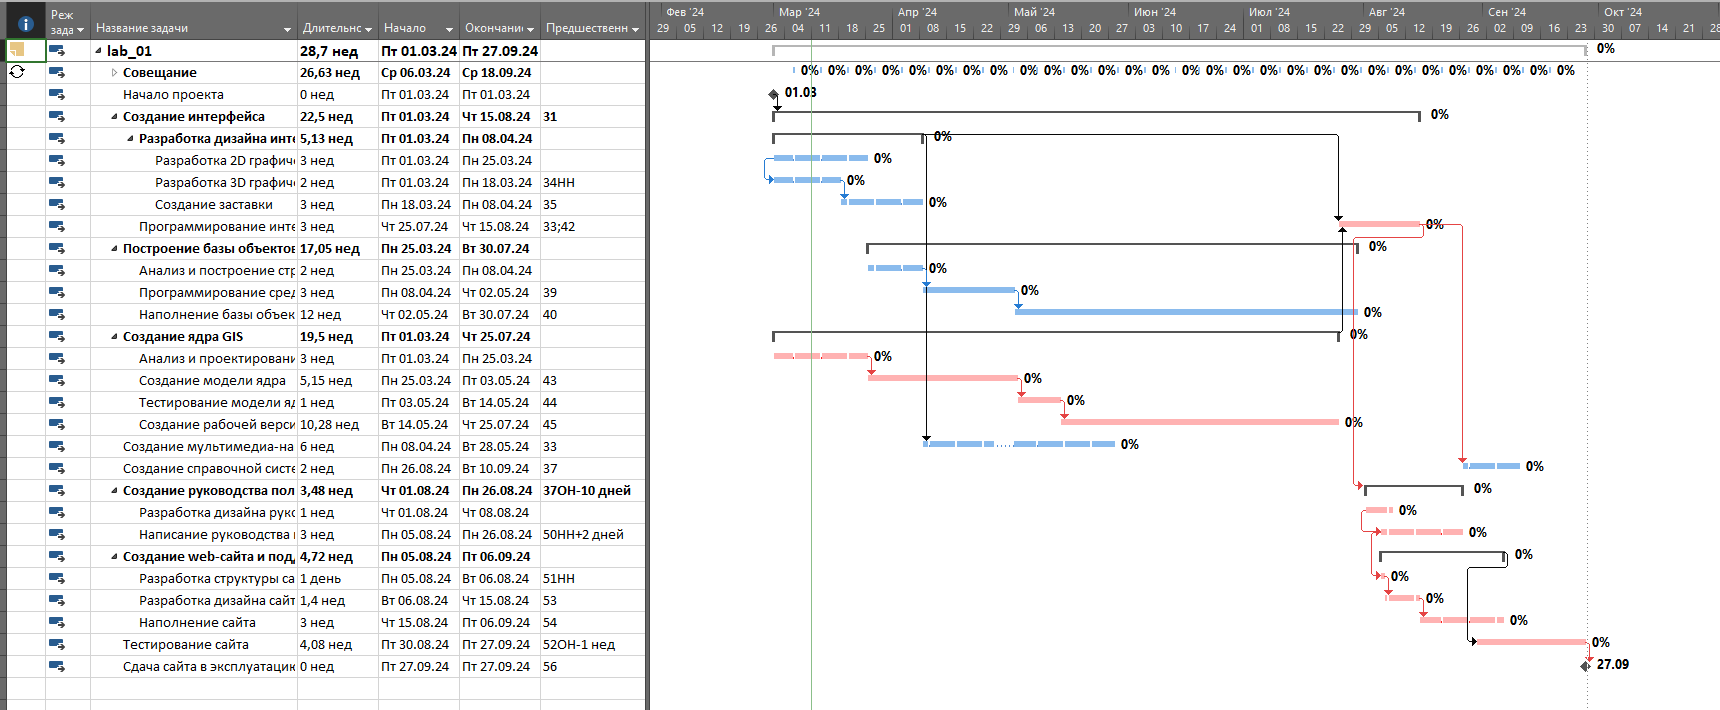 Реж зада Название задачи Длительнс Начало Окончани Предшественн
Фев '24 Мар '24 Апр '24 Май '24 Июн '24 Июл '24 Авг '24 Сен '24 Окт '24
29 05 12 19 26 04 11 18 25 01 08 15 22 29 06 13 20 27 03 10 17 24 01 08 15 22 29 05 12 19 26 02 09 16 23 30 07 14 21 28
lab_01 28,7 нед Пт 01.03.24 Пт 27.09.24 0%
Совещание 26,63 нед Ср 06.03.24 Ср 18.09.24 0% 0% 0% 0% 0% 0% 0% 0% 0% 0% 0% 0% 0% 0% 0% 0% 0% 0% 0% 0% 0% 0% 0% 0% 0% 0% 0% 0% 0%
Начало проекта 0 нед Пт 01.03.24 Пт 01.03.24 01.03
Создание интерфейса 22,5 нед Пт 01.03.24 Чт 15.08.24 31 0%
Разработка дизайна инте 5,13 нед Пт 01.03.24 Пн 08.04.24 0%
Разработка 2D графич 3 нед Пт 01.03.24 Пн 25.03.24 0%
Разработка 3D графич 2 нед Пт 01.03.24 Пн 18.03.24 34НН 0%
Создание заставки 3 нед Пн 18.03.24 Пн 08.04.24 35 0%
Программирование инте 3 нед Чт 25.07.24 Чт 15.08.24 33;42 0%
Построение базы объектов 17,05 нед Пн 25.03.24 Вт 30.07.24 0%
Анализ и построение стр 2 нед Пн 25.03.24 Пн 08.04.24 0%
Программирование сред 3 нед Пн 08.04.24 Чт 02.05.24 39 0%
Наполнение базы объек 12 нед Чт 02.05.24 Вт 30.07.24 40 0%
Создание ядра GIS 19,5 нед Пт 01.03.24 Чт 25.07.24 0%
Анализ и проектировани 3 нед Пт 01.03.24 Пн 25.03.24 0%
Создание модели ядра 5,15 нед Пн 25.03.24 Пт 03.05.24 43 0%
Тестирование модели яд 1 нед Пт 03.05.24 Вт 14.05.24 44 0%
Создание рабочей верси 10,28 нед Вт 14.05.24 Чт 25.07.24 45 0%
Создание мультимедиа-на 6 нед Пн 08.04.24 Вт 28.05.24 33 0%
Создание справочной систе 2 нед Пн 26.08.24 Вт 10.09.24 37 0%
Создание руководства пол 3,48 нед Чт 01.08.24 Пн 26.08.24 37ОН-10 дней 0%
Разработка дизайна рукс 1 нед Чт 01.08.24 Чт 08.08.24 0%
Написание руководства 3 нед Пн 05.08.24 Пн 26.08.24 50НН+2 дней 0%
Создание web-сайта и подд 4,72 нед Пн 05.08.24 Пт 06.09.24 0%
Разработка структуры са 1 день Пн 05.08.24 Вт 06.08.24 51НН 0%
Разработка дизайна сайт 1,4 нед Вт 06.08.24 Чт 15.08.24 53 0%
Наполнение сайта 3 нед Чт 15.08.24 Пт 06.09.24 54 0%
Тестирование сайта 4,08 нед Пт 30.08.24 Пт 27.09.24 52ОН-1 нед 0%
Сдача сайта в эксплуатацик 0 нед Пт 27.09.24 Пт 27.09.24 56 27.09